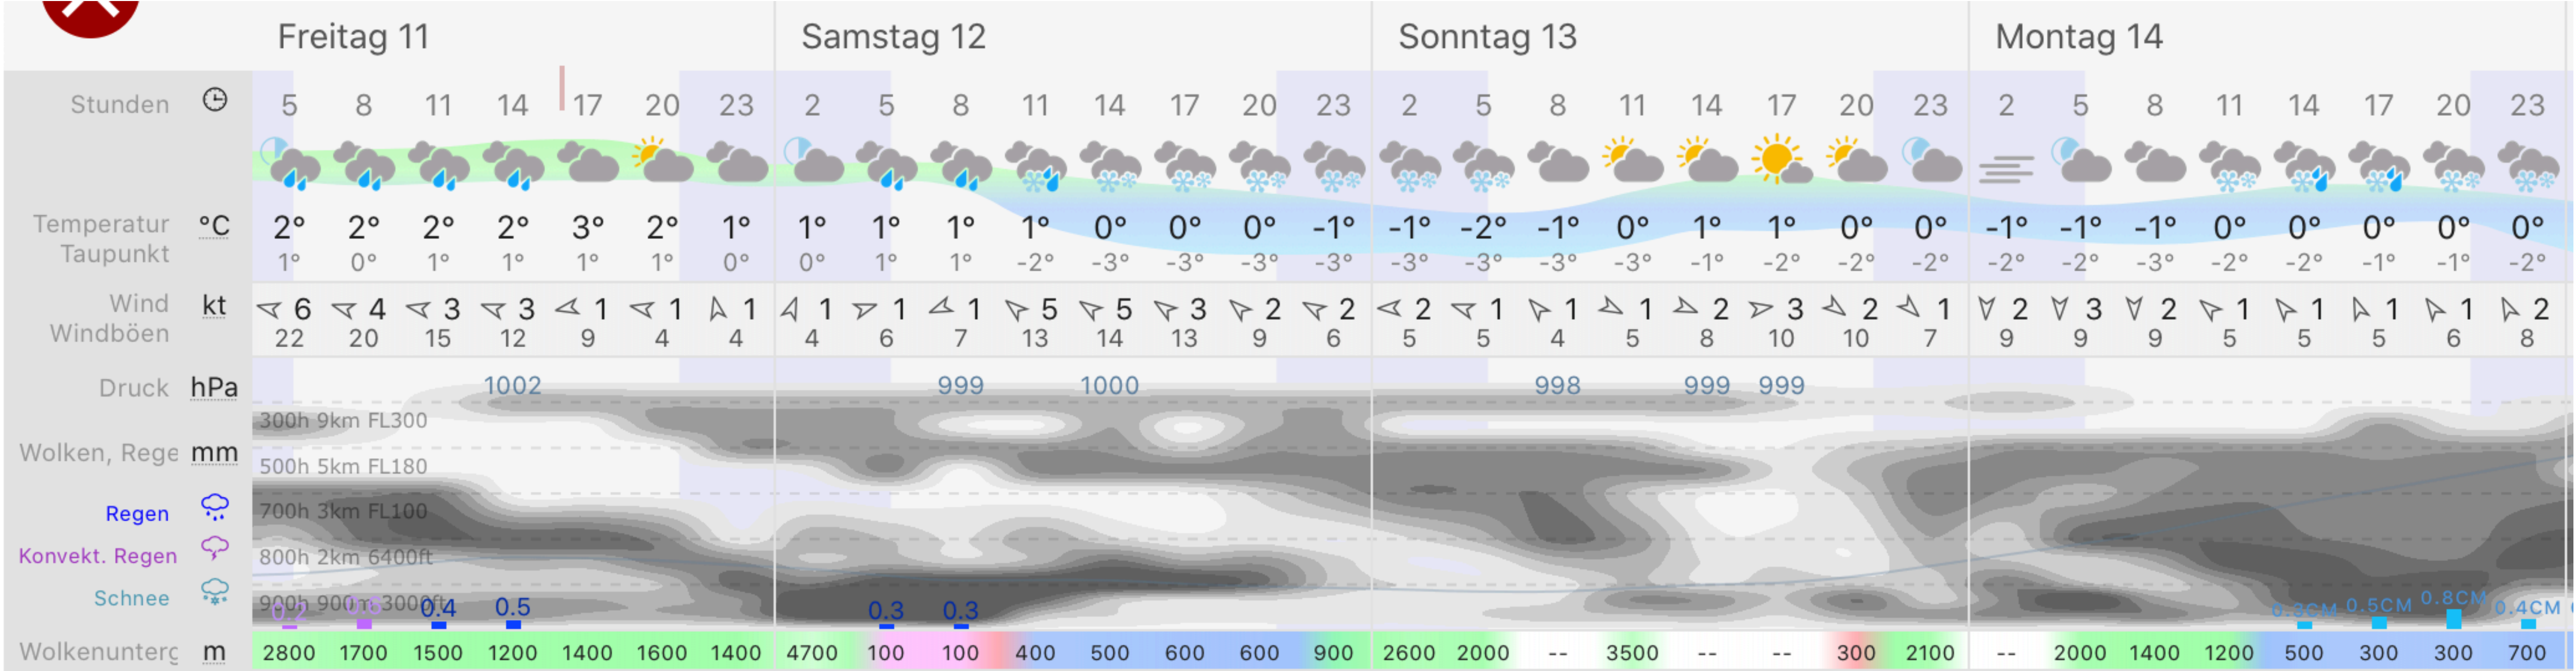 Freitag 11 Samstag 12 Sonntag 13 Montag 14
Stunden 5 8 11 14 17 20 23 2 5 8 11 14 17 20 23 2 5 8 11 14 17 20 23 2 5 8 11 14 17 20 23
Temperatur °C 2° 2° 2° 2° 3° 2° 1° 1° 1° 1° 1° 0° 0° 0° -1° -1° -2° -1° 0° 1° 1° 0° 0° -1° -1° -1° 0° 0° 0° 0° 0°
Taupunkt 1° 0° 1° 1° 1° 1° 0° 0° 1° 1° -2° -3° -3° -3° -3° -3° -3° -3° -3° -1° -2° -2° -2° -2° -2° -3° -2° -2° -1° -1° -2°
Wind kt 6 4 3 3 1 1 1 1 1 1 5 5 3 2 2 2 1 1 1 2 3 2 1 2 3 2 1 1 1 1 2
Windböen 22 20 15 12 9 4 4 4 6 7 13 14 13 9 6 5 5 4 5 8 10 10 7 9 9 9 5 5 5 6 8
Druck hPa 1002 999 1000 998 999 999
300h 9km FL300
Wolken, Rege mm
500h 5km FL180
700h 3km FL100
Regen
Konvekt. Regen
800h 2km 6400ft
Schnee
900h 900m 3000ft
0.2 0.6 0.4 0.5 0.3 0.3 0.3CM 0.5CM 0.8CM 0.4CM
Wolkenunterg m 2800 1700 1500 1200 1400 1600 1400 4700 100 100 400 500 600 600 900 2600 2000 -- 3500 -- -- 300 2100 -- 2000 1400 1200 500 300 300 700